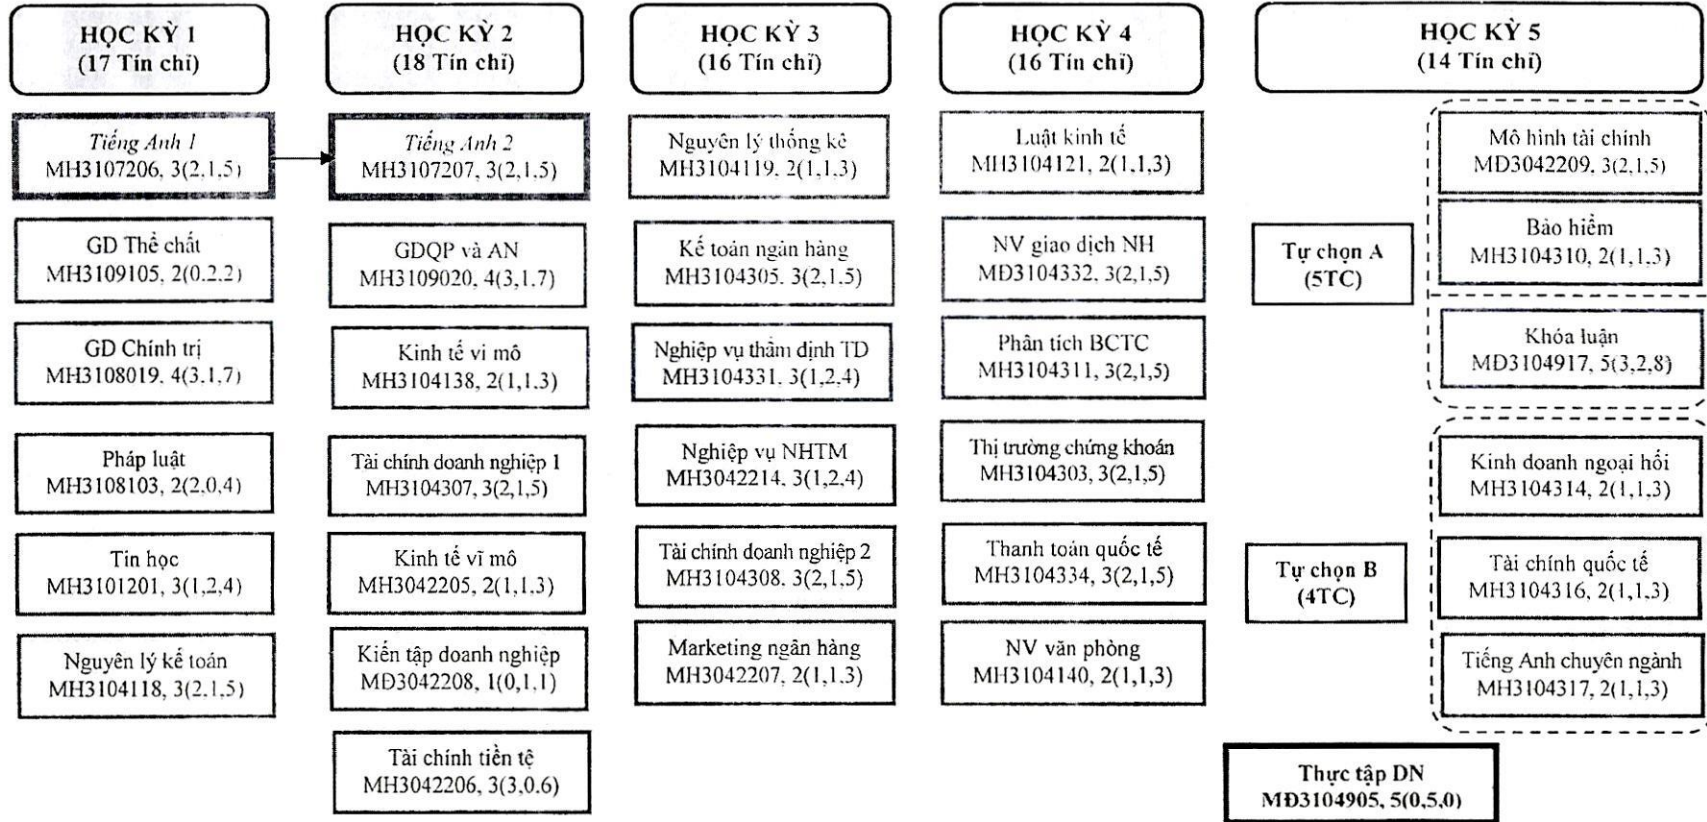 HỌC KỲ 1
(17 Tín chỉ)
Tiếng Anh 1
MH3107206, 3(2,1,5)
GD Thể chất
MH3109105, 2(0.2.2)
GD Chính trị
MH3108019, 4(3,1,7)
Pháp luật
MH3108103, 2(2,0,4)
Tin học
MH3101201, 3(1,2,4)
Nguyên lý kế toán
MH3104118, 3(2.1,5)
HỌC KỲ 2
(18 Tín chỉ)
Tiếng Anh 2
MH3107207, 3(2,1.5)
GDQP và AN
MH3109020, 4(3,1.7)
Kinh tế vi mô
MH3104138, 2(1,1.3)
Tài chính doanh nghiệp 1
MH3104307, 3(2,1,5)
Kinh tế vĩ mô
MH3042205, 2(1,1.3)
Kiến tập doanh nghiệp
MĐ3042208, 1(0,1,1)
Tài chính tiền tệ
MH3042206, 3(3,0.6)
HỌC KỲ 3
(16 Tín chỉ)
Nguyên lý thống kê
MH3104119, 2(1,1.3)
Kế toán ngân hàng
MH3104305. 3(2,1.5)
Nghiệp vụ thẩm định TD
MH3104331. 3(1,2,4)
Nghiệp vụ NHTM
MH3042214, 3(1,2,4)
Tài chính doanh nghiệp 2
MH3104308. 3(2,1,5)
Marketing ngân hàng
MH3042207, 2(1,1.3)
HỌC KỲ 4
(16 Tín chỉ)
Luật kinh tế
MH3104121, 2(1,1,3)
NV giao dịch NH
MĐ3104332. 3(2,1,5)
Phân tích BCTC
MH3104311, 3(2,1,5)
Thị trường chứng khoán
MH3104303, 3(2,1,5)
Thanh toán quốc tế
MH3104334, 3(2,1,5)
NV văn phòng
MH3104140, 2(1,1,3)
HỌC KỲ 5
(14 Tín chỉ)
Tự chọn A
(5TC)
Mô hình tài chính
MĐ3042209. 3(2,1,5)
Bảo hiểm
MH3104310, 2(1,1,3)
Khóa luận
MĐ3104917, 5(3,2,8)
Tự chọn B
(4TC)
Kinh doanh ngoại hối
MH3104314, 2(1,1,3)
Tài chính quốc tế
MH3104316, 2(1,1,3)
Tiếng Anh chuyên ngành
MH3104317, 2(1,1,3)
Thực tập DN
MĐ3104905, 5(0,5,0)